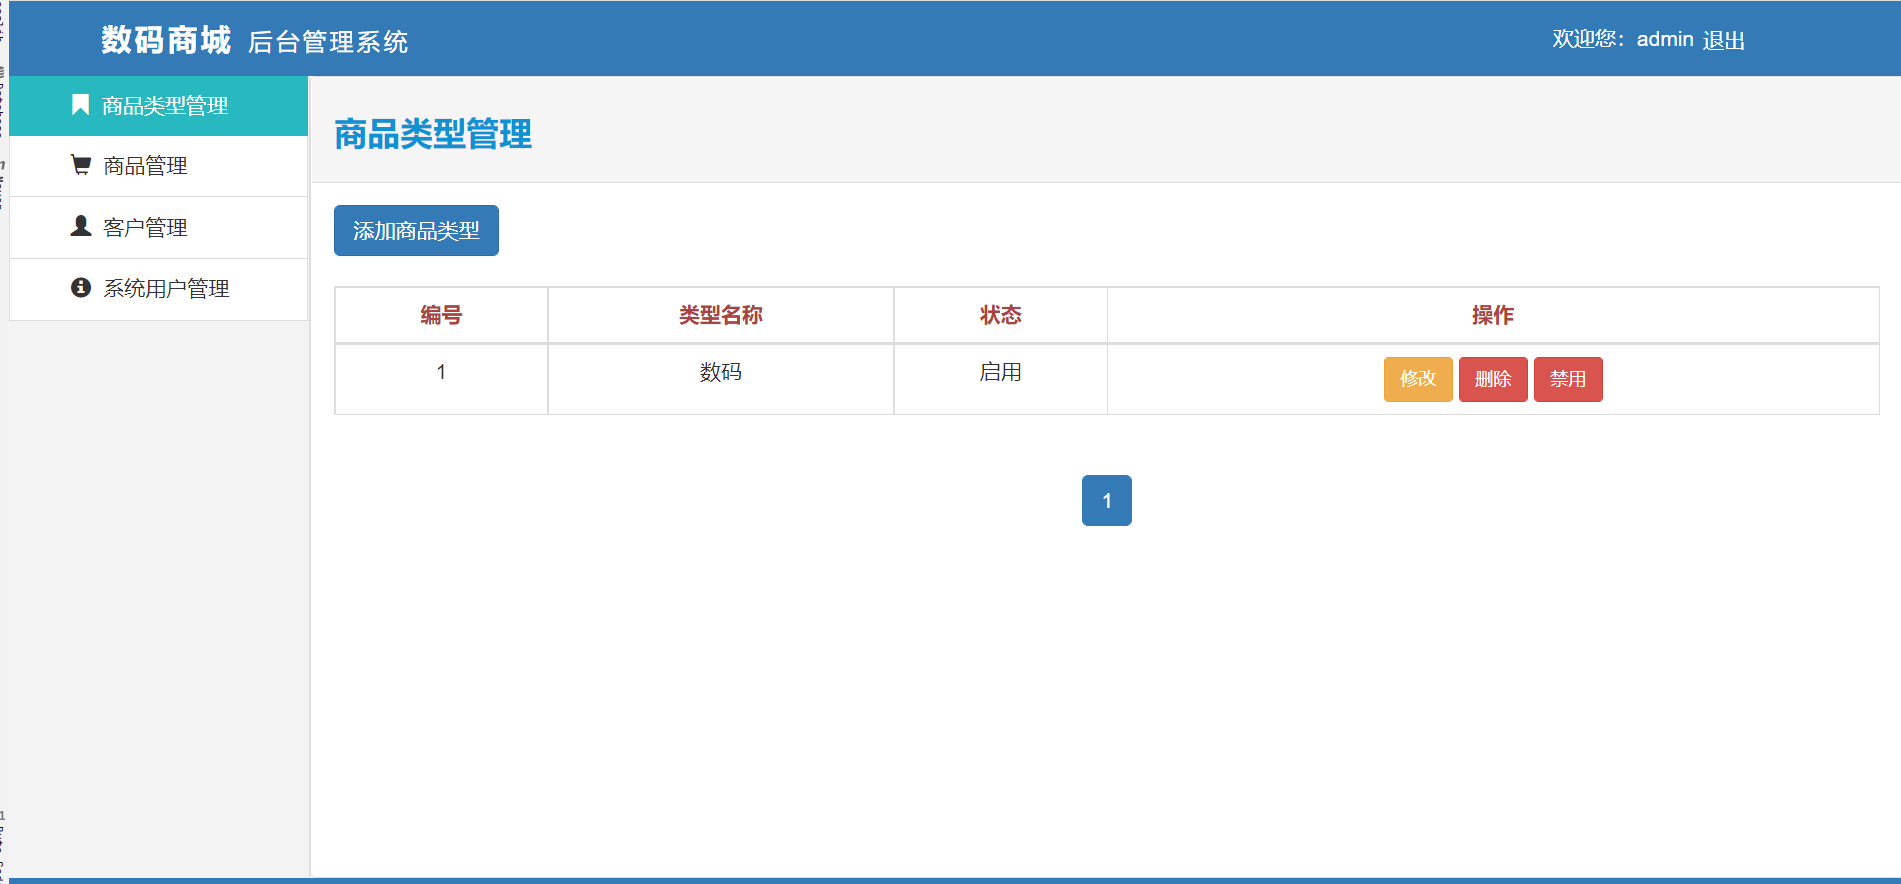 数码商城 后台管理系统
欢迎您：admin 退出
商品类型管理
商品管理
客户管理
系统用户管理
商品类型管理
添加商品类型
编号 类型名称 状态 操作
1 数码 启用 修改 删除 禁用
1